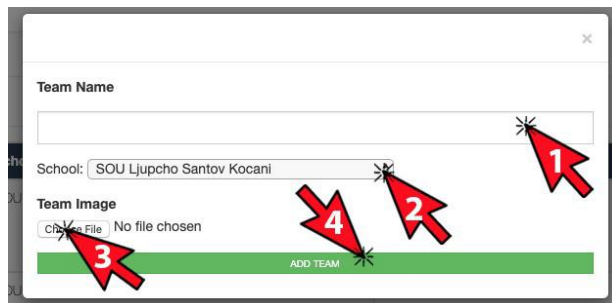 ×
Team Name
1
School: SOU Ljupcho Santov Kocani
2
Team Image
Choose File No file chosen
3
4
ADD TEAM